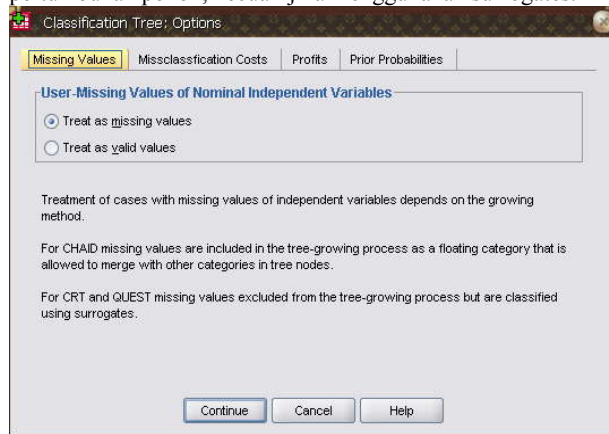 Classification Tree: Options
Missing Values Missclassfication Costs Profits Prior Probabilities
User-Missing Values of Nominal Independent Variables
Treat as missing values
Treat as valid values
Treatment of cases with missing values of independent variables depends on the growing
method.
For CHAID missing values are included in the tree-growing process as a floating category that is
allowed to merge with other categories in tree nodes.
For CRT and QUEST missing values excluded from the tree-growing process but are classified
using surrogates.
Continue Cancel Help